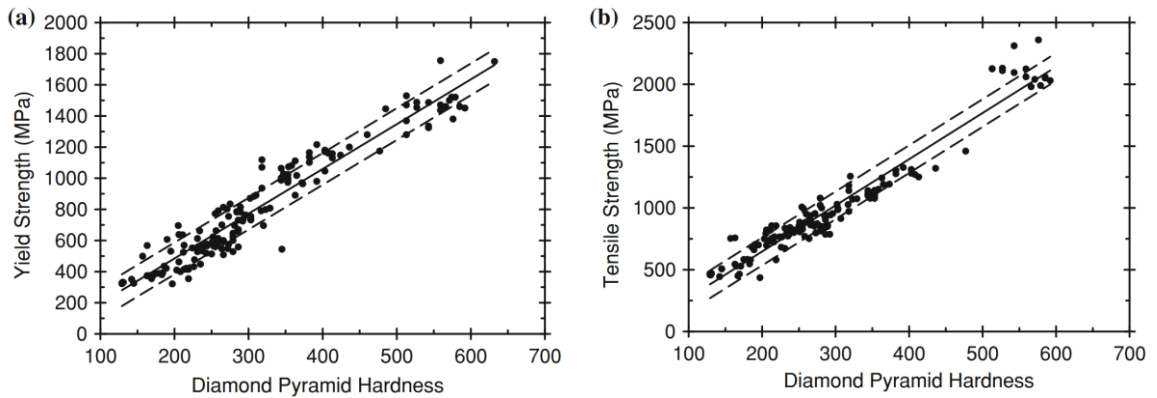 (a)
2000
1800
1600
1400
1200
1000
800
600
400
200
0
Yield Strength (MPa)
100 200 300 400 500 600 700
Diamond Pyramid Hardness
(b)
2500
2000
1500
1000
500
0
Tensile Strength (MPa)
100 200 300 400 500 600 700
Diamond Pyramid Hardness